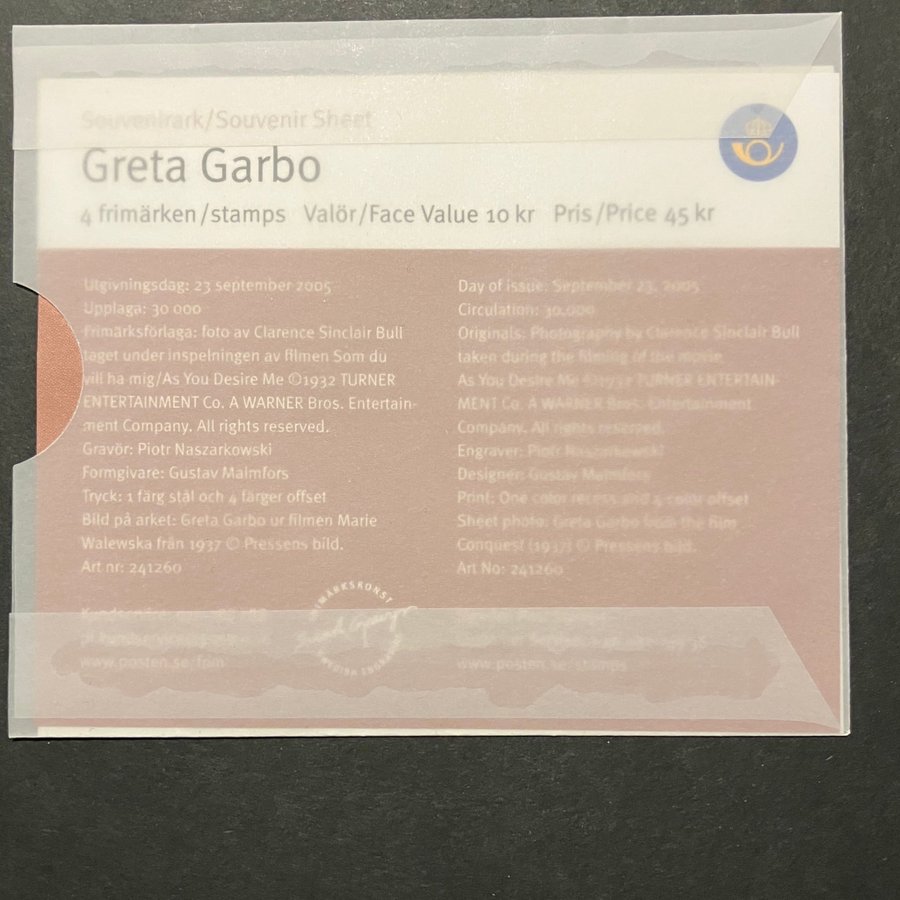 Souvenirark/Souvenir Sheet
Greta Garbo
4 frimärken/stamps Valör/Face Value 10 kr Pris/Price 45 kr
Utgivningsdag: 23 september 2005
Upplaga: 30 000
Frimärksförlaga: foto av Clarence Sinclair Bull
taget under inspelningen av filmen Som du
vill ha mig/As You Desire Me ©1932 TURNER
ENTERTAINMENT Co. A WARNER Bros. Entertain-
ment Company. All rights reserved.
Gravör: Piotr Naszarkowski
Formgivare: Gustav Malmfors
Tryck: 1 färg stål och 4 färger offset
Bild på arket: Greta Garbo ur filmen Marie
Walewska från 1937 © Pressens bild.
Art nr: 241260
www.posten.se/frim
Day of issue: September 23, 2005
Circulation: 30.000
Originals: Photography by Clarence Sinclair Bull
taken during the filming of the movie
As You Desire Me ©1932 TURNER ENTERTAIN-
MENT Co. A WARNER Bros. Entertainment
Company. All rights reserved.
Engraver: Piotr Naszarkowski
Designer: Gustav Malmfors
Print: One color recess and 4 color offset
Sheet photo: Greta Garbo from the film
Conquest (1937) © Pressens bild.
Art No: 241260
www.posten.se/stamps